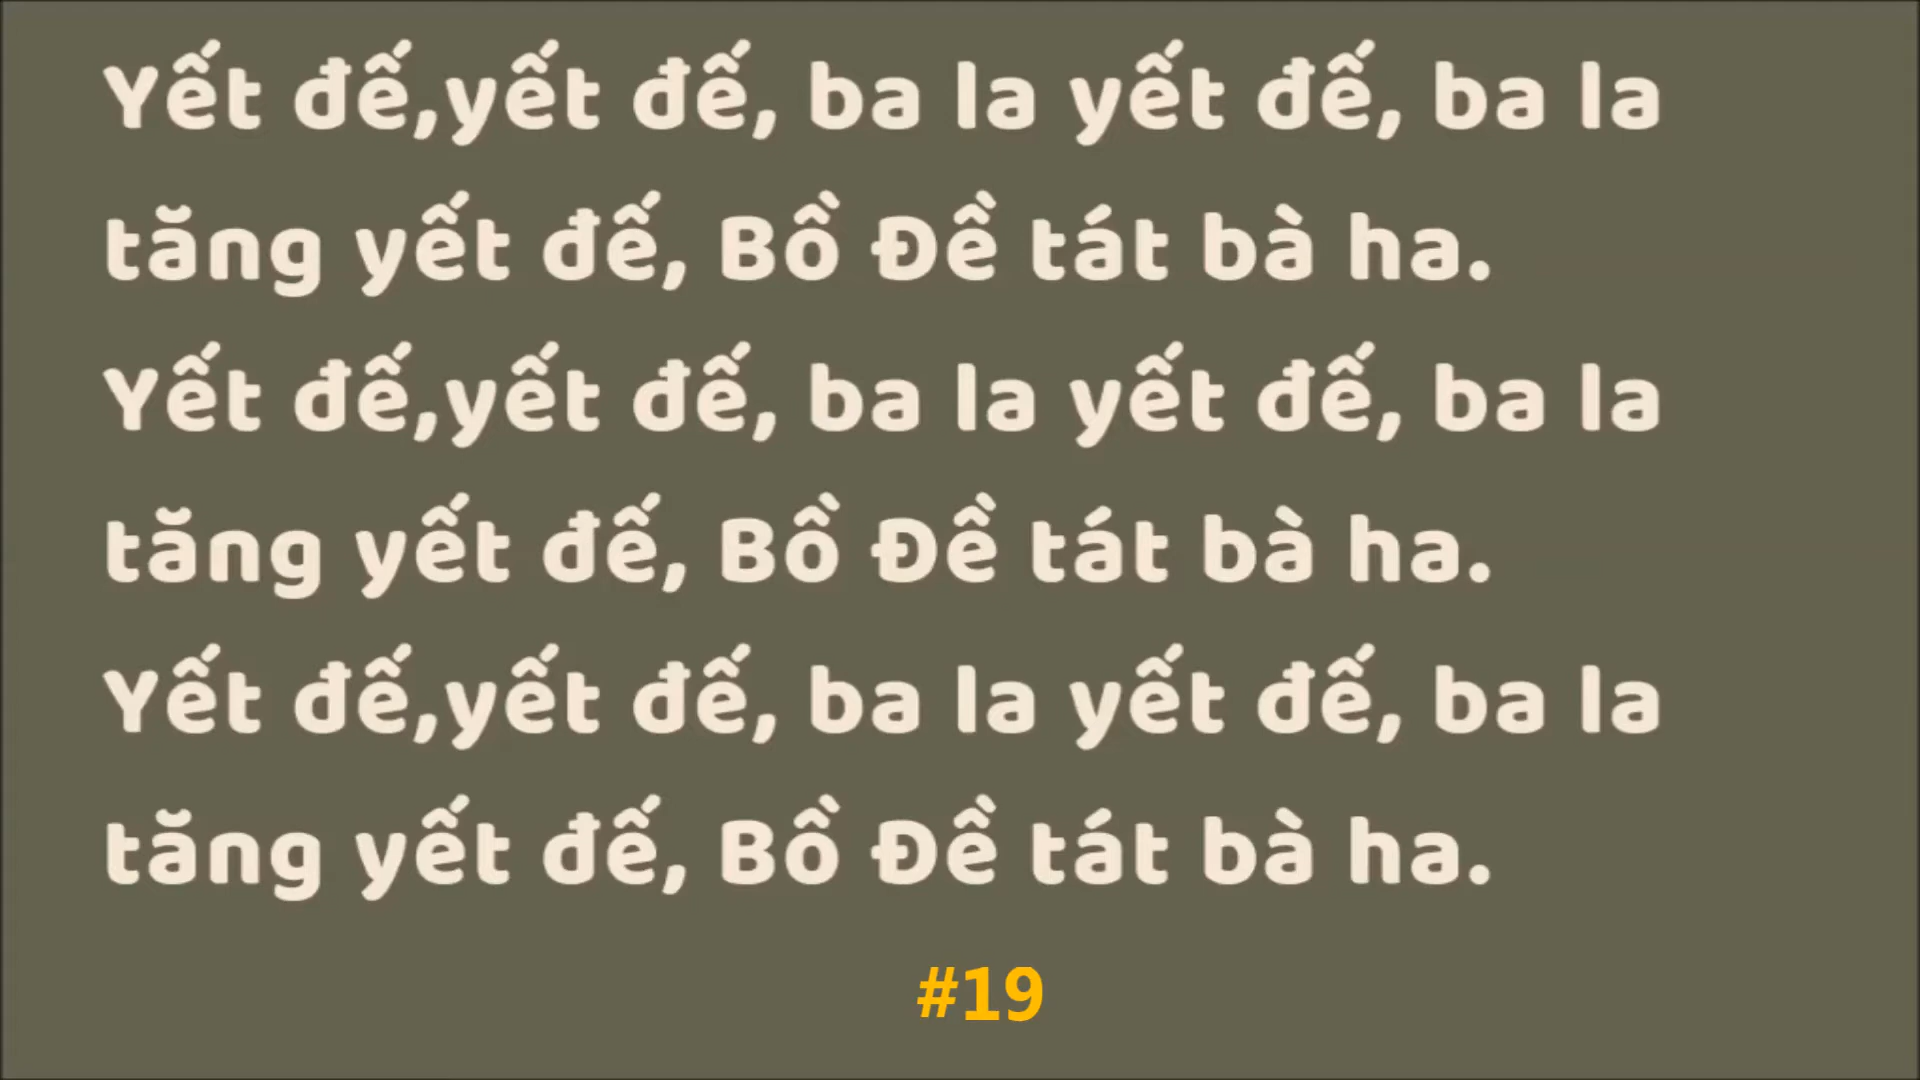 Yết đế,yết đế, ba la yết đế, ba la
tăng yết đế, Bồ Đề tát bà ha.
Yết đế,yết đế, ba la yết đế, ba la
tăng yết đế, Bồ Đề tát bà ha.
Yết đế,yết đế, ba la yết đế, ba la
tăng yết đế, Bồ Đề tát bà ha.
#19